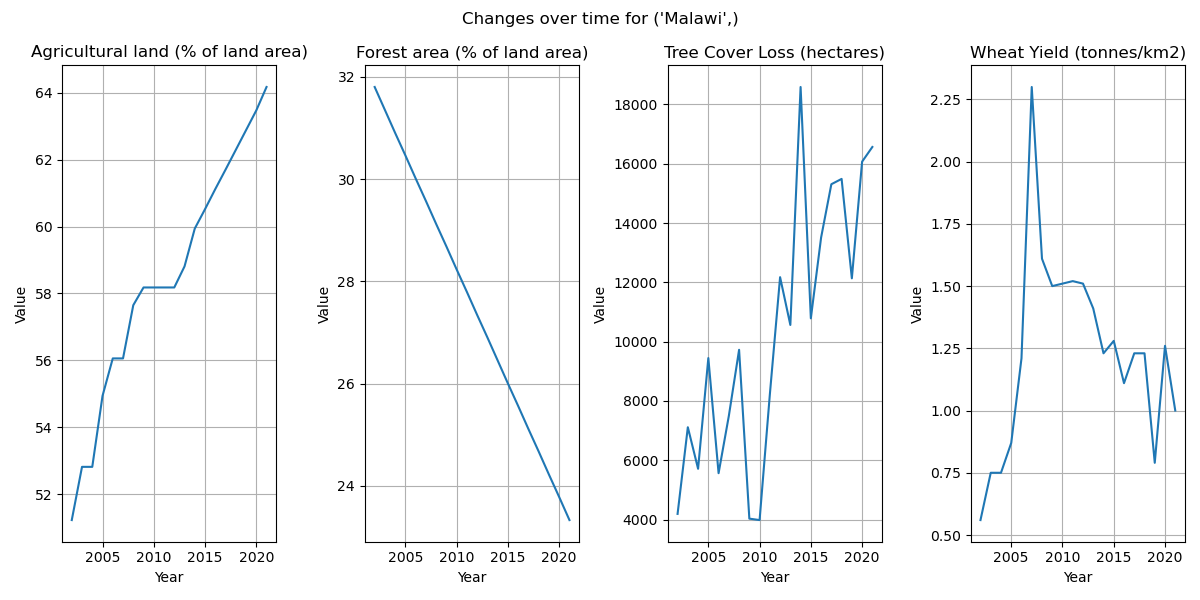 Changes over time for ('Malawi',)
Agricultural land (% of land area)
64
62
60
58
56
54
52
Value
2005 2010 2015 2020
Year
Forest area (% of land area)
32
30
28
26
24
Value
2005 2010 2015 2020
Year
Tree Cover Loss (hectares)
18000
16000
14000
12000
10000
8000
6000
4000
Value
2005 2010 2015 2020
Year
Wheat Yield (tonnes/km2)
2.25
2.00
1.75
1.50
1.25
1.00
0.75
0.50
Value
2005 2010 2015 2020
Year